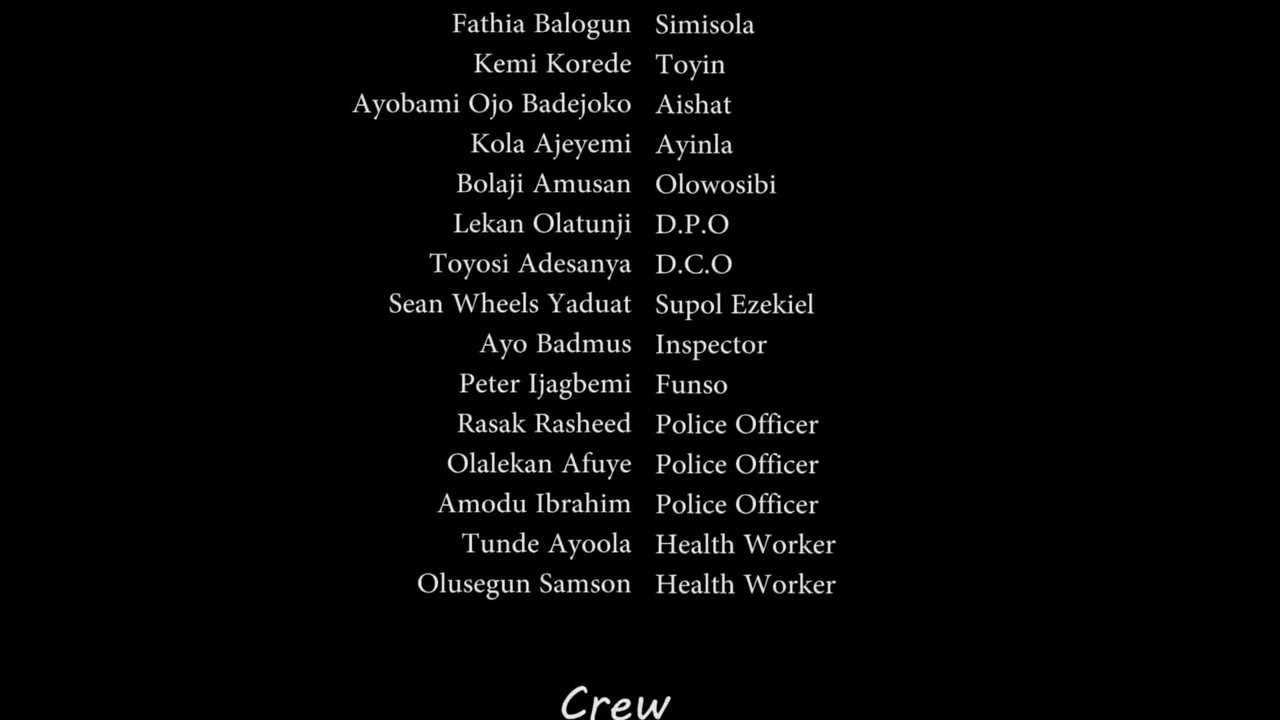 Fathia Balogun Simisola
Kemi Korede Toyin
Ayobami Ojo Badejoko Aishat
Kola Ajeyemi Ayinla
Bolaji Amusan Olowosibi
Lekan Olatunji D.P.O
Toyosi Adesanya D.C.O
Sean Wheels Yaduat Supol Ezekiel
Ayo Badmus Inspector
Peter Ijagbemi Funso
Rasak Rasheed Police Officer
Olalekan Afuye Police Officer
Amodu Ibrahim Police Officer
Tunde Ayoola Health Worker
Olusegun Samson Health Worker
Crew